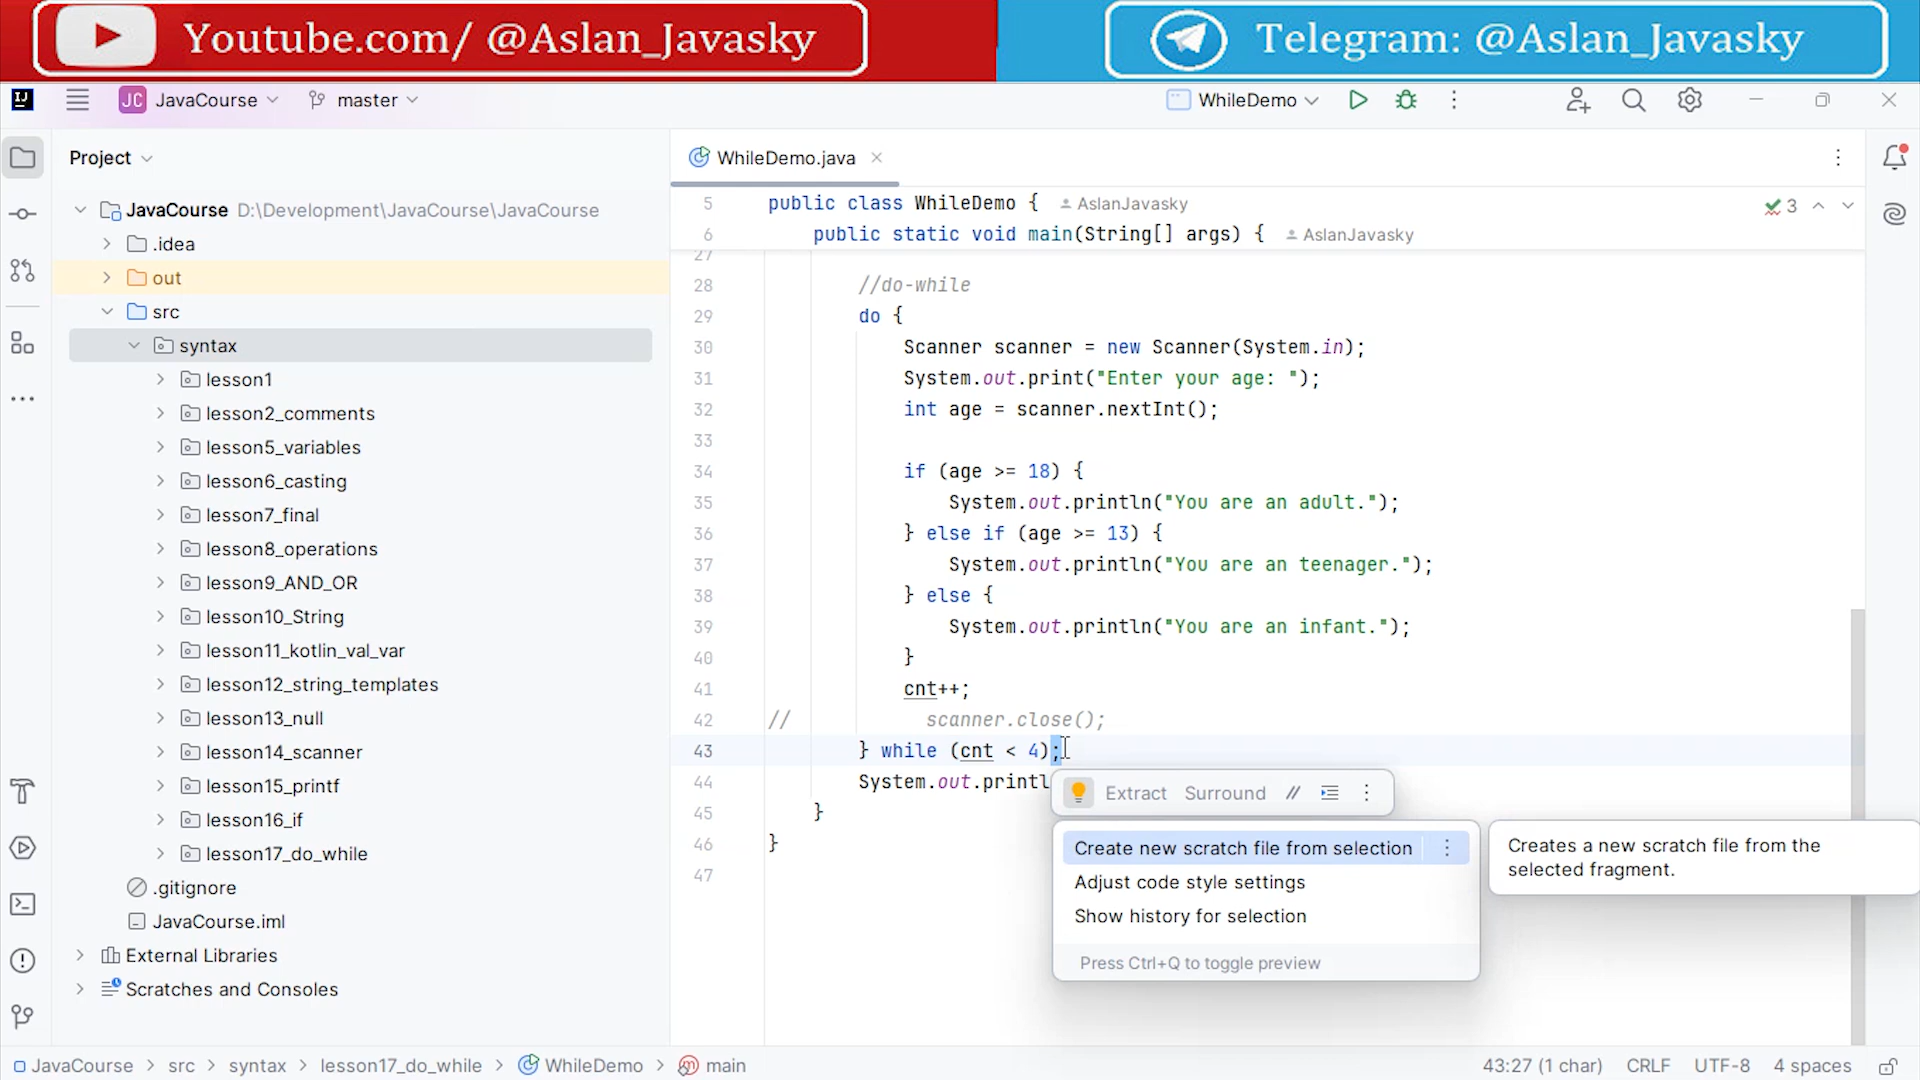 Youtube.com/ @Aslan_Javasky
Telegram: @Aslan_Javasky
JC JavaCourse
master
WhileDemo
Project
WhileDemo.java
JavaCourse D:\Development\JavaCourse\JavaCourse
.idea
out
src
syntax
lesson1
lesson2_comments
lesson5_variables
lesson6_casting
lesson7_final
lesson8_operations
lesson9_AND_OR
lesson10_String
lesson11_kotlin_val_var
lesson12_string_templates
lesson13_null
lesson14_scanner
lesson15_printf
lesson16_if
lesson17_do_while
.gitignore
JavaCourse.iml
External Libraries
Scratches and Consoles
5 public class WhileDemo { AslanJavasky
3
6 public static void main(String[] args) { AslanJavasky
27
28 //do-while
29 do {
30 Scanner scanner = new Scanner(System.in);
31 System.out.print("Enter your age: ");
32 int age = scanner.nextInt();
33
34 if (age >= 18) {
35 System.out.println("You are an adult.");
36 } else if (age >= 13) {
37 System.out.println("You are an teenager.");
38 } else {
39 System.out.println("You are an infant.");
40 }
41 cnt++;
42 // scanner.close();
43 } while (cnt < 4);
44 System.out.printl
45 }
46 }
47
Extract Surround //
Create new scratch file from selection
Adjust code style settings
Show history for selection
Press Ctrl+Q to toggle preview
Creates a new scratch file from the
selected fragment.
JavaCourse > src > syntax > lesson17_do_while > WhileDemo > main
43:27 (1 char) CRLF UTF-8 4 spaces